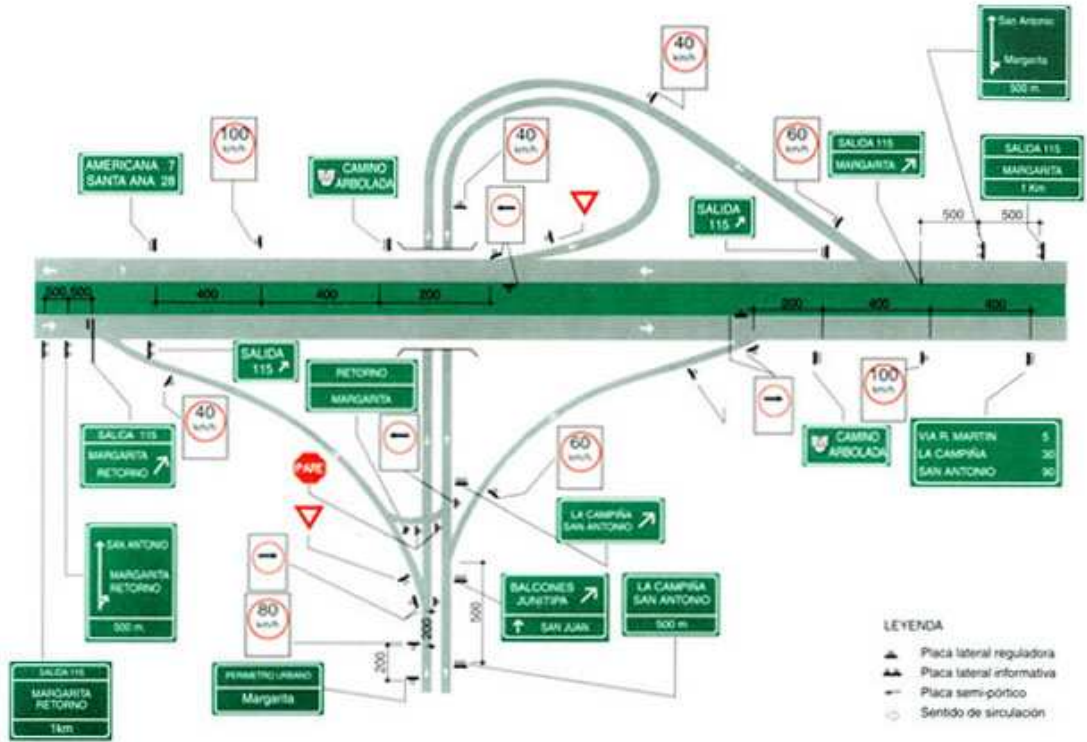 40
km/h
San Antonio
Margarita
500 m.
100
km/h
40
km/h
60
km/h
SALIDA 115
MARGARITA
SALIDA 115
MARGARITA
1 Km
AMERICANA 7
SANTA ANA 28
CAMINO
ARBOLADA
SALIDA
115
500
500
500
500
400
400
200
200
400
400
SALIDA
115
RETORNO
MARGARITA
40
km/h
100
km/h
SALIDA 115
MARGARITA
RETORNO
60
km/h
CAMINO
ARBOLADA
VIA R. MARTIN 5
LA CAMPIÑA 30
SAN ANTONIO 90
PARE
LA CAMPIÑA
SAN ANTONIO
SAN ANTONIO
MARGARITA
RETORNO
500 m.
80
km/h
200
500
BALCONES
JUNITIPA
SAN JUAN
LA CAMPIÑA
SAN ANTONIO
500 m
200
PERIMETRO URBANO
Margarita
SALIDA 115
MARGARITA
RETORNO
1km
LEYENDA
Placa lateral reguladora
Placa lateral informativa
Placa semi-pórtico
Sentido de sirculación